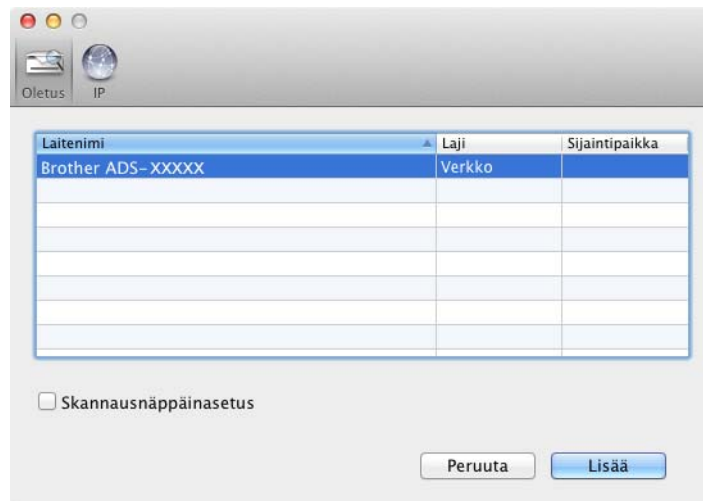 Oletus IP
Laitenimi Laji Sijaintipaikka
Brother ADS-XXXXX Verkko
Skannausnäppäinasetus
Peruuta Lisää